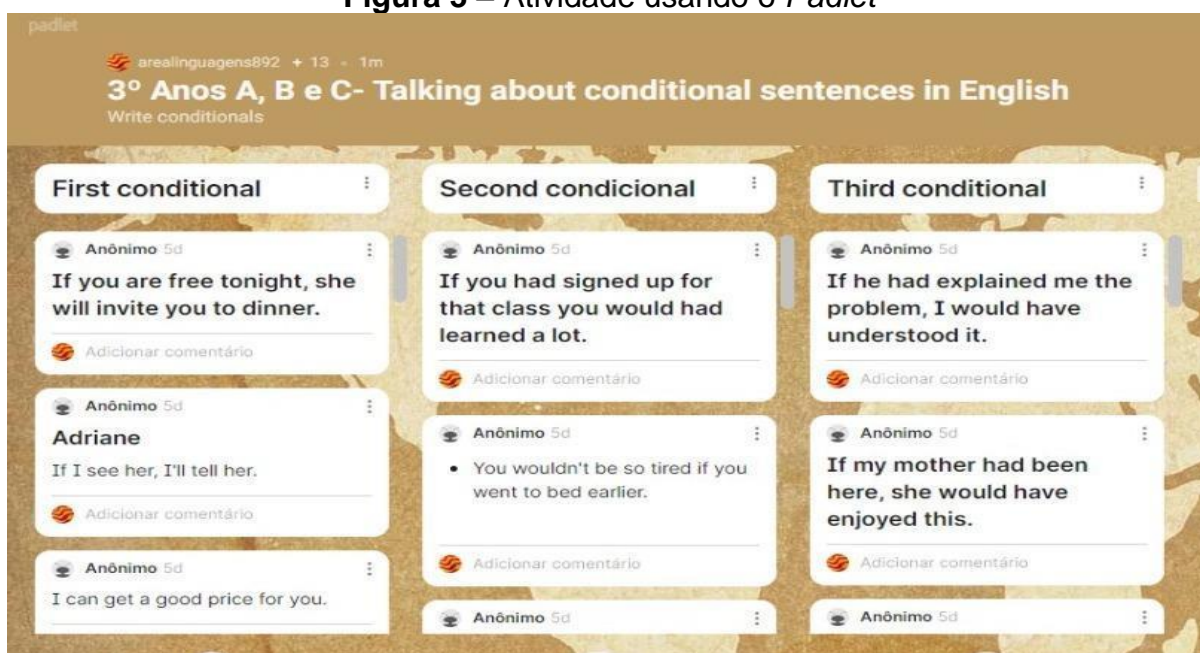 Figura 5 – Atividade usando o Padlet
padlet
arealinguagens892 + 13 • 1m
3º Anos A, B e C- Talking about conditional sentences in English
Write conditionals
First conditional
Anônimo 5d
If you are free tonight, she
will invite you to dinner.
Adicionar comentário
Anônimo 5d
Adriane
If I see her, I'll tell her.
Adicionar comentário
Anônimo 5d
I can get a good price for you.
Second condicional
Anônimo 5d
If you had signed up for
that class you would had
learned a lot.
Adicionar comentário
Anônimo 5d
• You wouldn't be so tired if you
went to bed earlier.
Adicionar comentário
Anônimo 5d
Third conditional
Anônimo 5d
If he had explained me the
problem, I would have
understood it.
Adicionar comentário
Anônimo 5d
If my mother had been
here, she would have
enjoyed this.
Adicionar comentário
Anônimo 5d